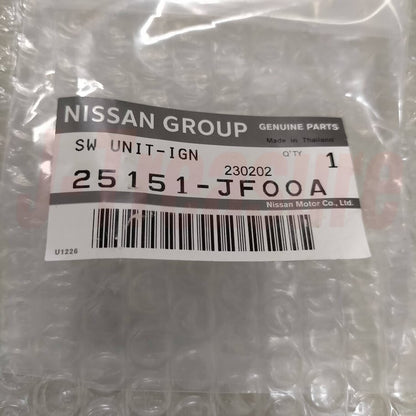 NISSAN GROUP GENUINE PARTS
Made in Thailand
SW UNIT-IGN Q'TY 1
230202
25151-JF00A
Nissan Motor Co., Ltd.
U1226